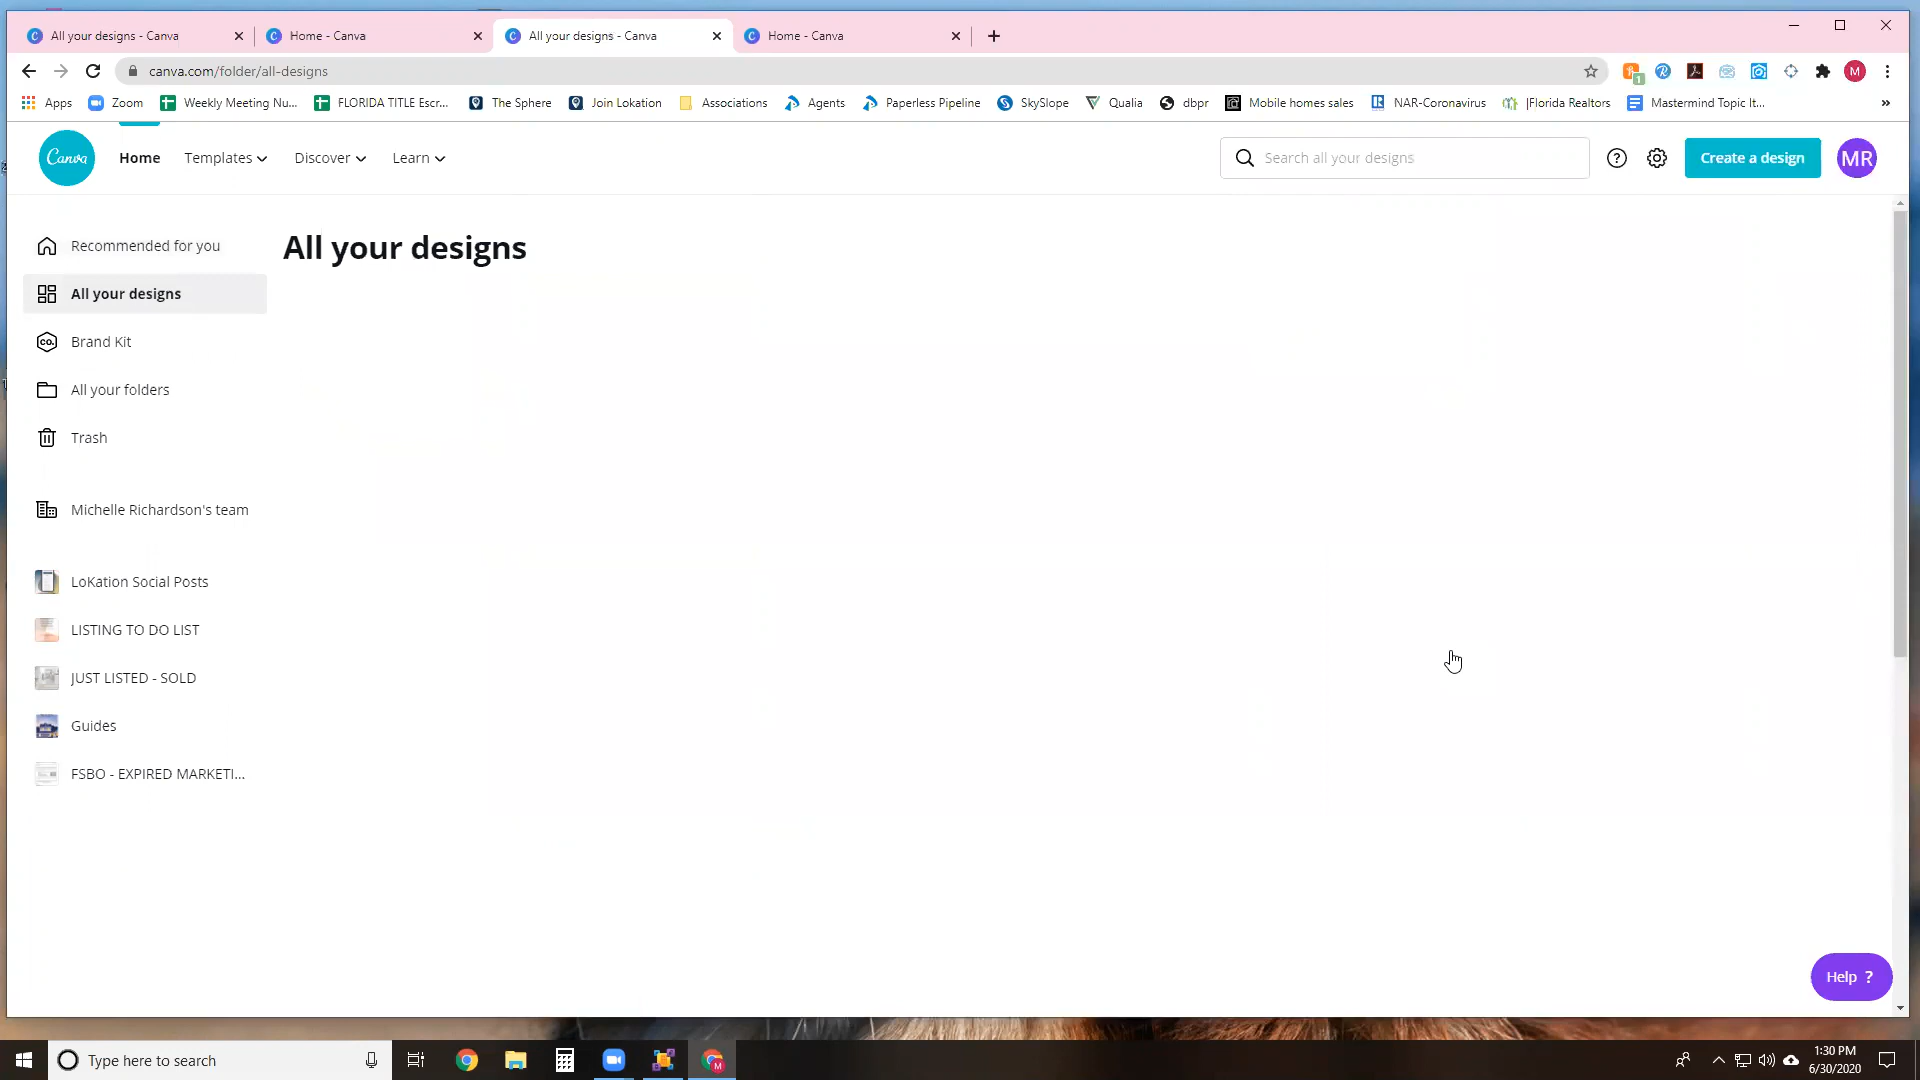 All your designs - Canva
Home - Canva
All your designs - Canva
Home - Canva
canva.com/folder/all-designs
M
Apps
Zoom
Weekly Meeting Nu...
FLORIDA TITLE Escr...
The Sphere
Join Lokation
Associations
Agents
Paperless Pipeline
SkySlope
Qualia
dbpr
Mobile homes sales
NAR-Coronavirus
|Florida Realtors
Mastermind Topic It...
»
Canva
Home
Templates
Discover
Learn
Search all your designs
?
Create a design
MR
Recommended for you
All your designs
All your designs
CO.
Brand Kit
All your folders
Trash
Michelle Richardson's team
LoKation Social Posts
LISTING TO DO LIST
JUST LISTED - SOLD
Guides
FSBO - EXPIRED MARKETI...
Help ?
Type here to search
1:30 PM
6/30/2020